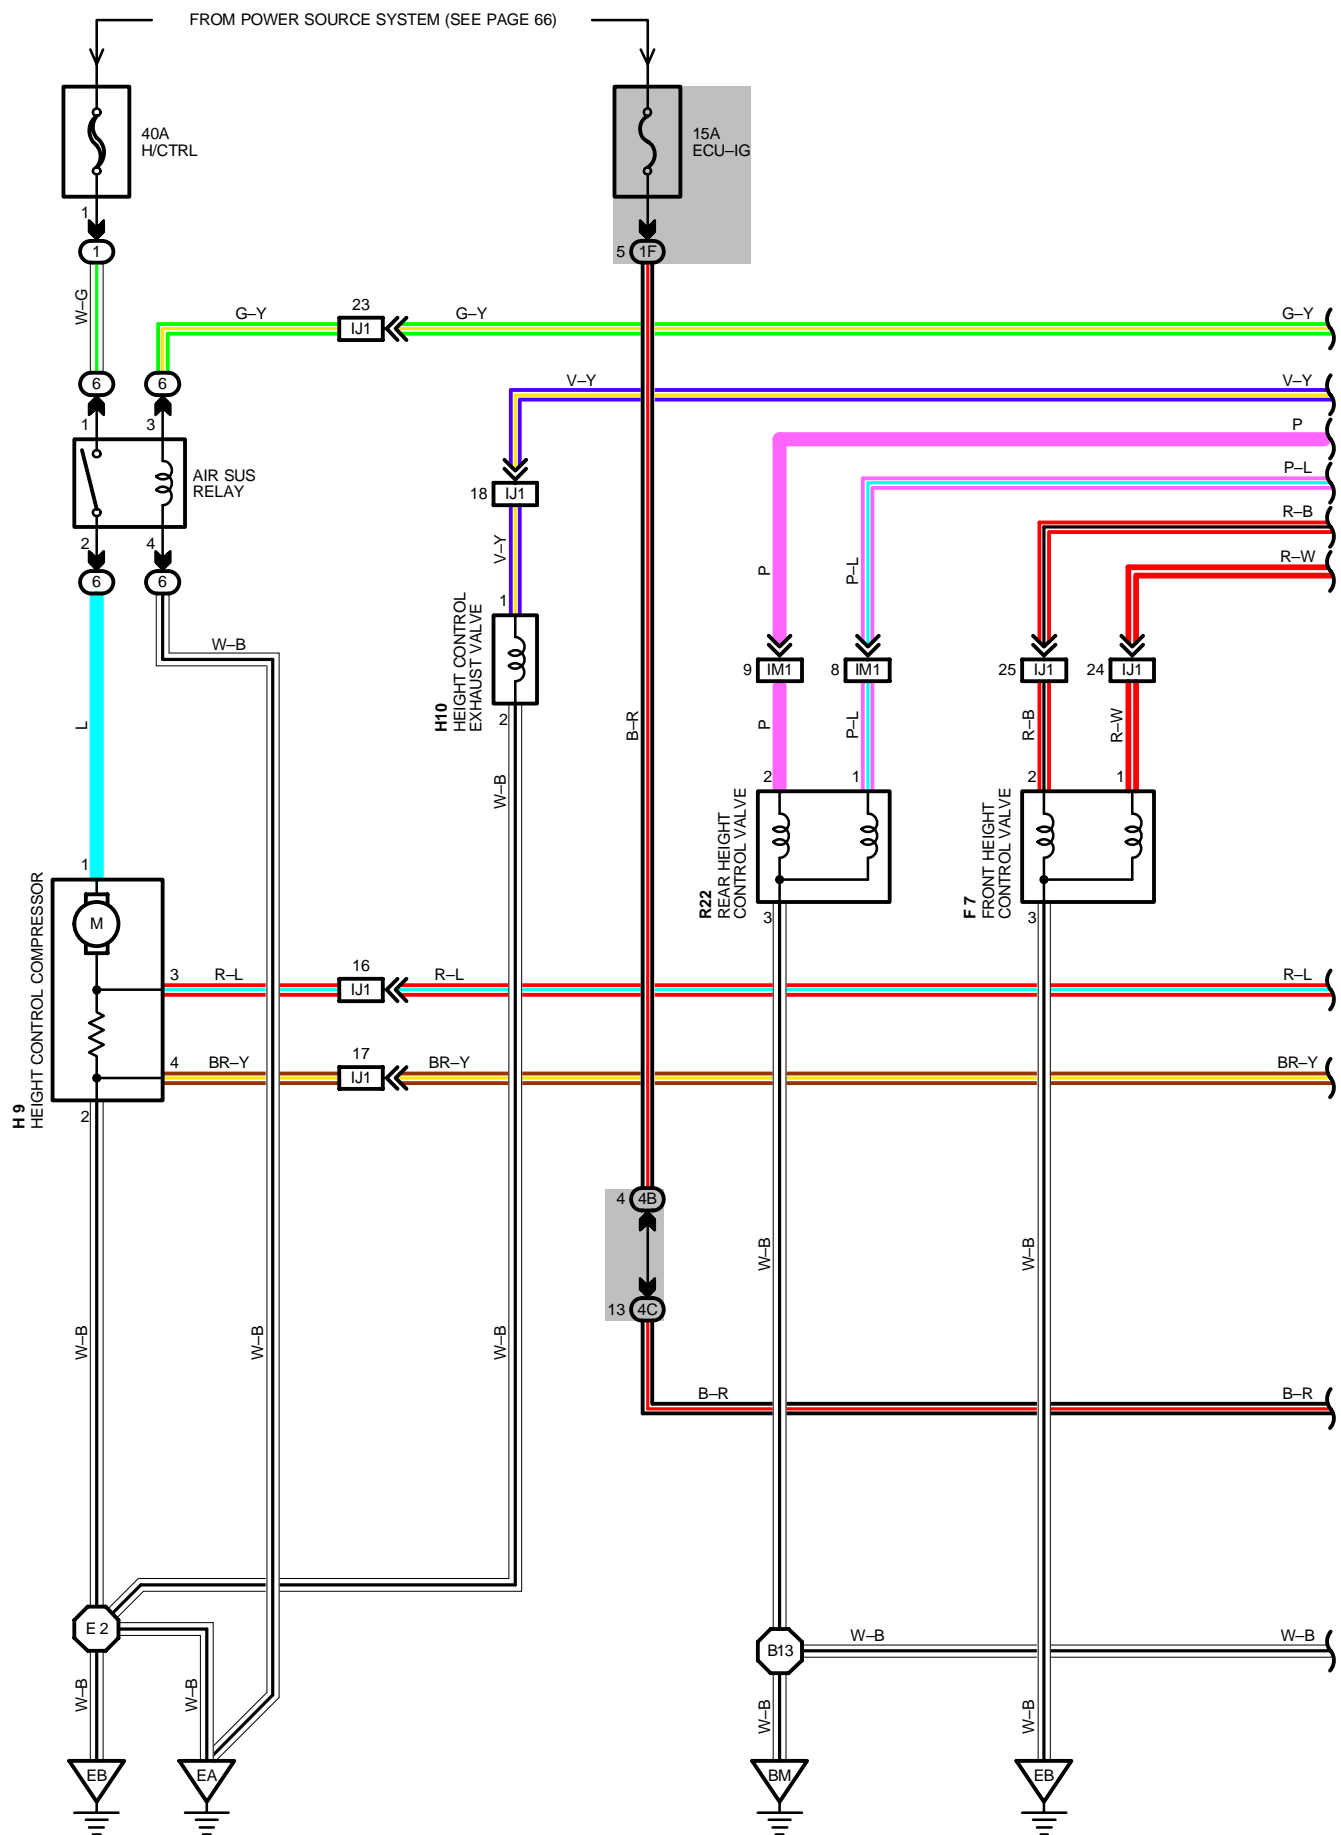 FROM POWER SOURCE SYSTEM (SEE PAGE 66)
40A
H/CTRL
15A
ECU–IG
1
1
5 1F
W–G
G–Y
23
IJ1
G–Y
G–Y
6
6
V–Y
V–Y
1
3
P
AIR SUS
RELAY
P–L
18 IJ1
R–B
2
4
V–Y
R–W
6
6
P
P–L
1
W–B
H10
HEIGHT CONTROL
EXHAUST VALVE
9 IM1
8 IM1
25 IJ1
24 IJ1
L
2
B–R
P
P–L
R–B
R–W
W–B
2
1
2
1
R22
REAR HEIGHT
CONTROL VALVE
F 7
FRONT HEIGHT
CONTROL VALVE
1
M
3
3
H 9
HEIGHT CONTROL COMPRESSOR
3
R–L
16
IJ1
R–L
R–L
4
BR–Y
17
IJ1
BR–Y
BR–Y
2
4 4B
W–B
W–B
13 4C
W–B
W–B
W–B
B–R
B–R
E 2
B13
W–B
W–B
W–B
W–B
W–B
EB
EA
BM
EB